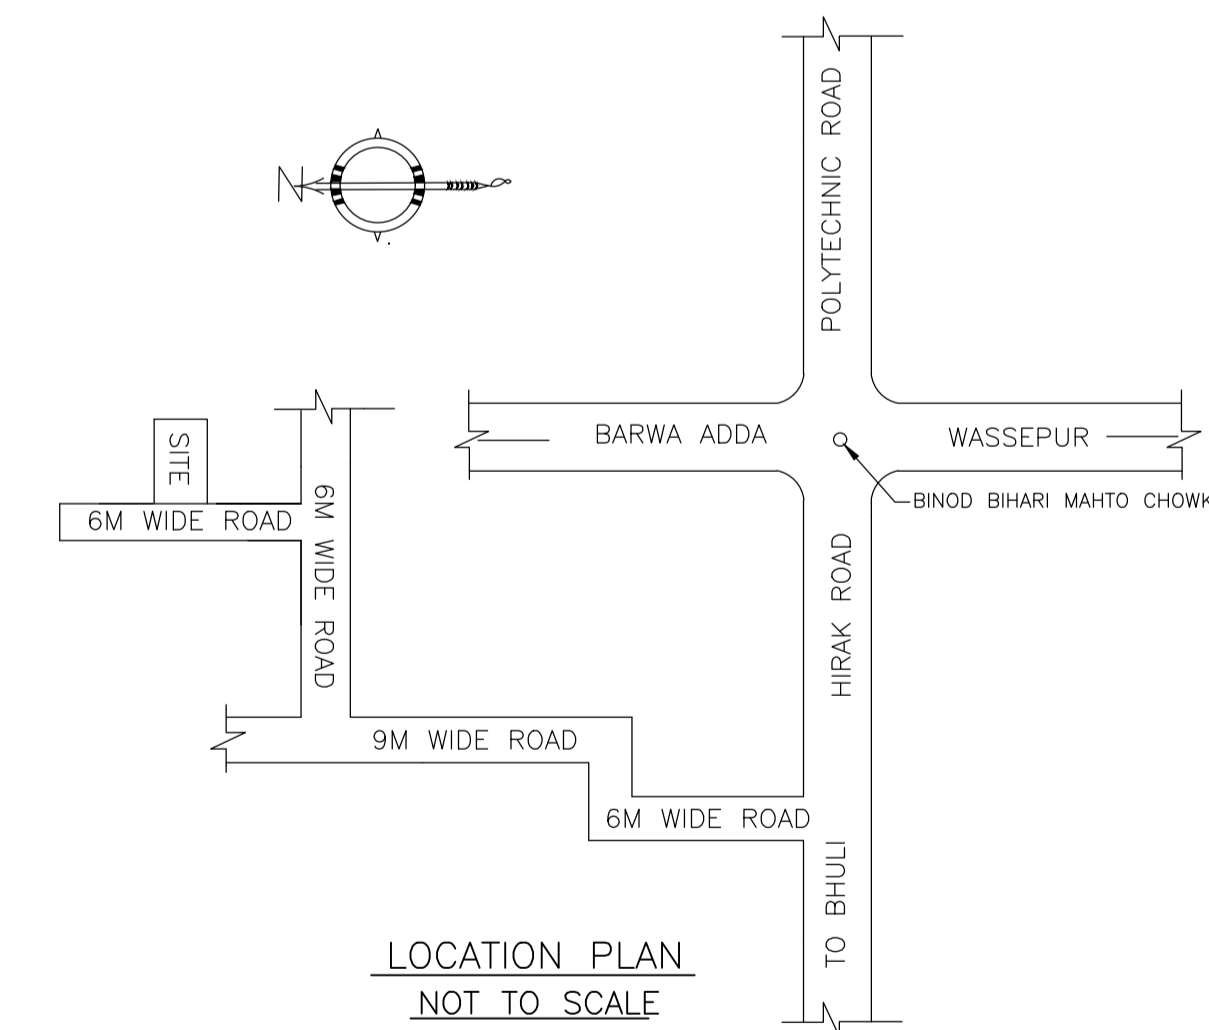 POLYTECHNIC ROAD
N
BARWA ADDA
WASSEPUR
SITE
6M WIDE ROAD
6M WIDE ROAD
BINOD BIHARI MAHTO CHOWK
HIRAK ROAD
9M WIDE ROAD
6M WIDE ROAD
TO BHULI
LOCATION PLAN
NOT TO SCALE